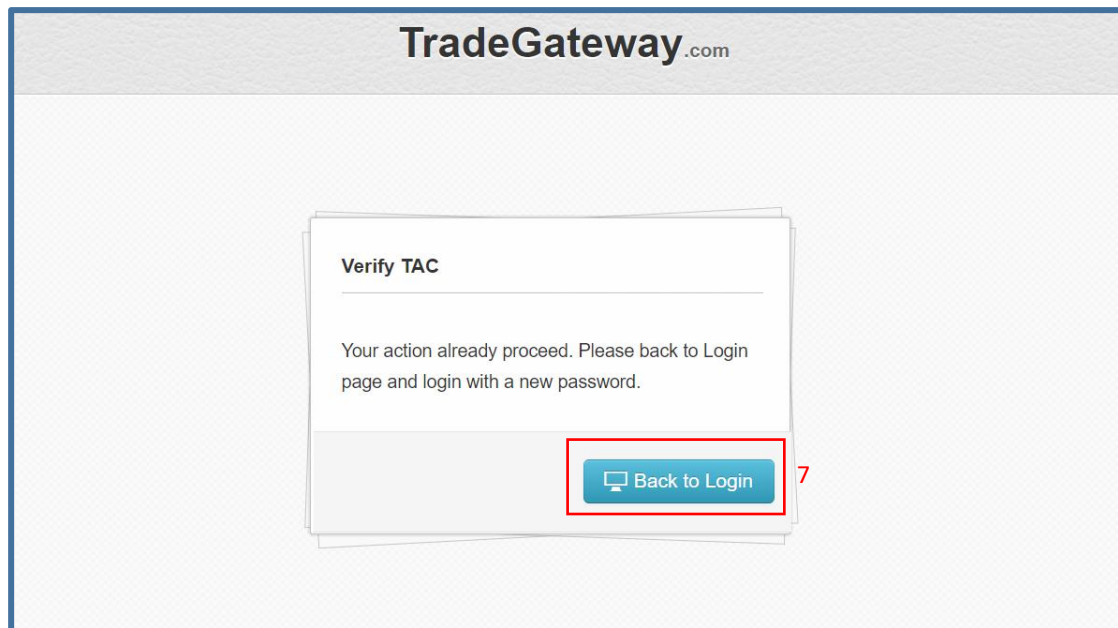 TradeGateway.com
Verify TAC
Your action already proceed. Please back to Login
page and login with a new password.
Back to Login
7